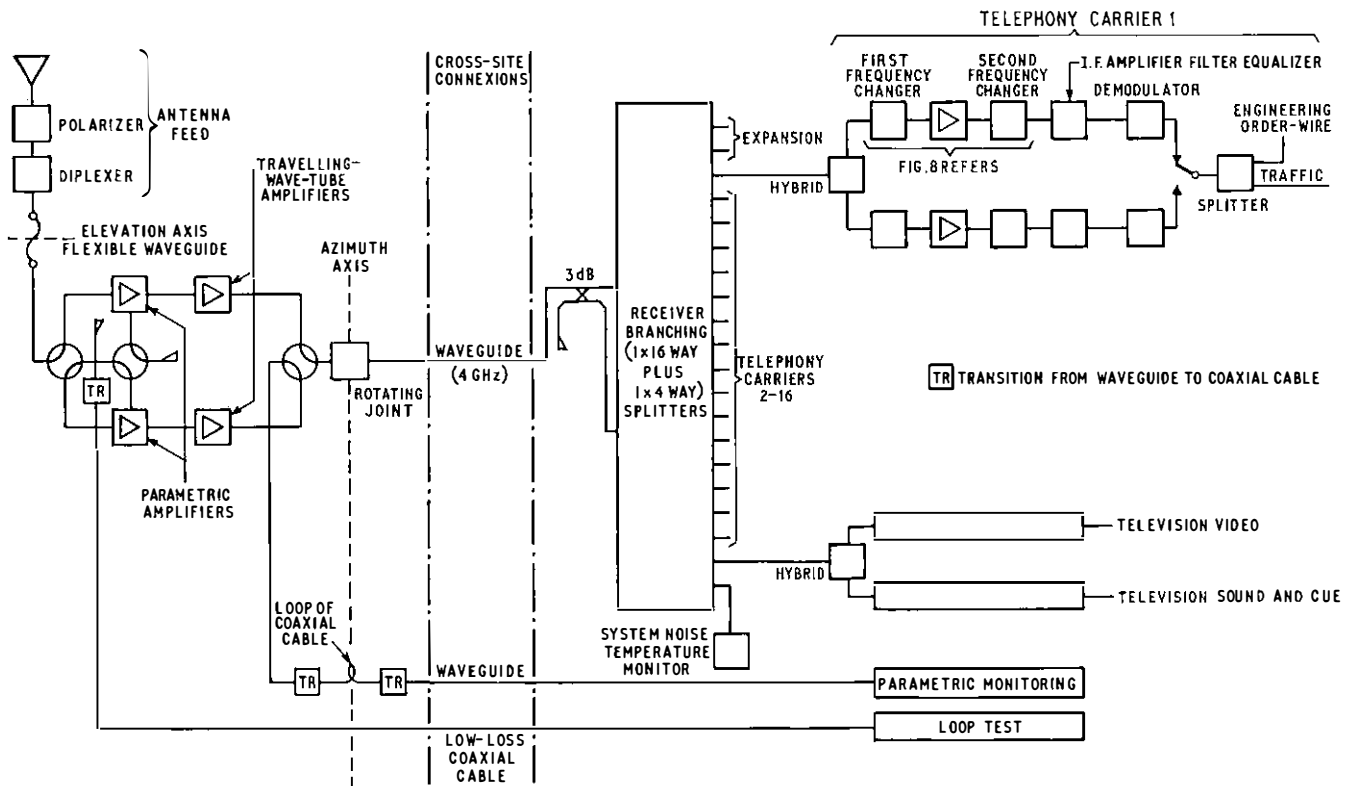 TELEPHONY CARRIER 1
CROSS-SITE
CONNEXIONS
FIRST
FREQUENCY
CHANGER
SECOND
FREQUENCY
CHANGER
I.F. AMPLIFIER FILTER EQUALIZER
DEMODULATOR
ENGINEERING
ORDER-WIRE
POLARIZER
ANTENNA
FEED
DIPLEXER
TRAVELLING-
WAVE-TUBE
AMPLIFIERS
EXPANSION
FIG. 8 REFERS
HYBRID
TRAFFIC
SPLITTER
ELEVATION AXIS
FLEXIBLE WAVEGUIDE
AZIMUTH
AXIS
3dB
RECEIVER
BRANCHING
(1×16 WAY
PLUS
1×4 WAY)
SPLITTERS
WAVEGUIDE
(4 GHz)
TELEPHONY
CARRIERS
2-16
TR
TR TRANSITION FROM WAVEGUIDE TO COAXIAL CABLE
ROTATING
JOINT
PARAMETRIC
AMPLIFIERS
TELEVISION VIDEO
HYBRID
TELEVISION SOUND AND CUE
LOOP OF
COAXIAL
CABLE
SYSTEM NOISE
TEMPERATURE
MONITOR
TR
TR
WAVEGUIDE
PARAMETRIC MONITORING
LOOP TEST
LOW-LOSS
COAXIAL
CABLE